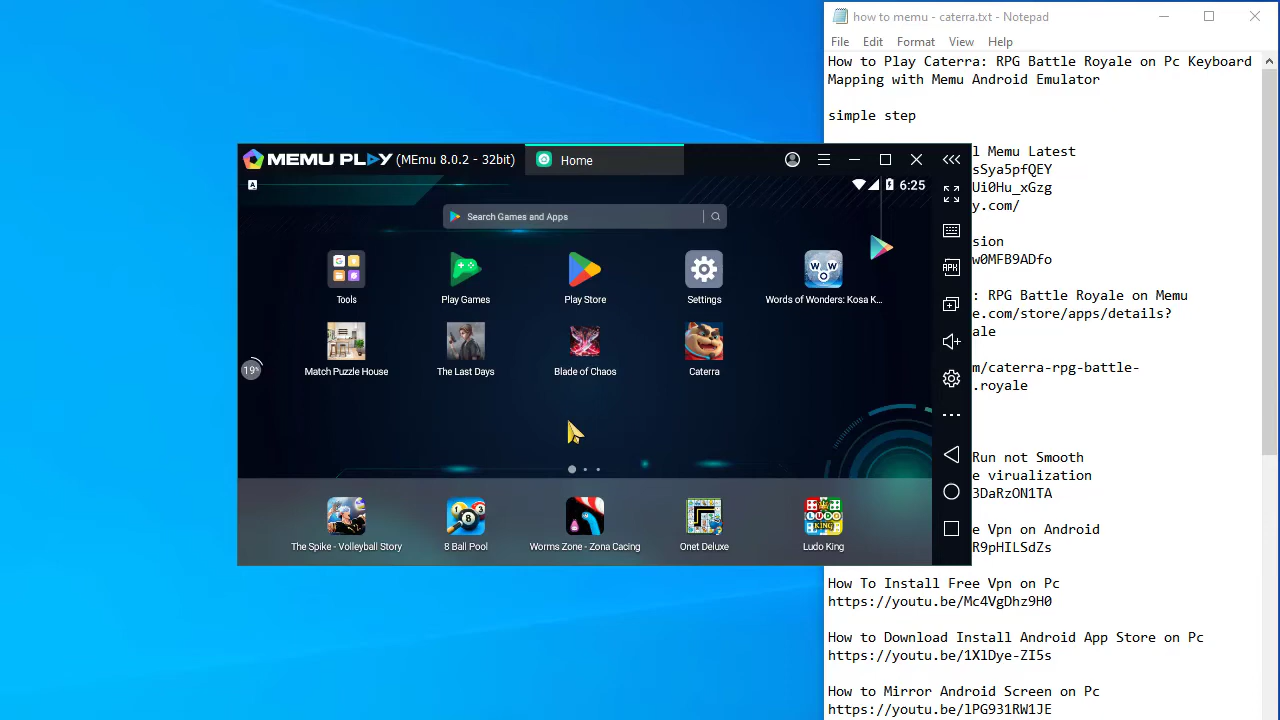 how to memu - caterra.txt - Notepad
File Edit Format View Help
How to Play Caterra: RPG Battle Royale on Pc Keyboard
Mapping with Memu Android Emulator
simple step
l Memu Latest
sSya5pfQEY
Ui0Hu_xGzg
y.com/
sion
w0MFB9ADfo
: RPG Battle Royale on Memu
e.com/store/apps/details?
ale
m/caterra-rpg-battle-
.royale
Run not Smooth
e virualization
3DaRzON1TA
e Vpn on Android
R9pHILSdZs
How To Install Free Vpn on Pc
https://youtu.be/Mc4VgDhz9H0
How to Download Install Android App Store on Pc
https://youtu.be/1XlDye-ZI5s
How to Mirror Android Screen on Pc
https://youtu.be/lPG931RW1JE
MEMU PLAY (MEmu 8.0.2 - 32bit)
Home
A
6:25
Search Games and Apps
Tools
Play Games
Play Store
Settings
Words of Wonders: Kosa K...
Match Puzzle House
The Last Days
Blade of Chaos
Caterra
19%
The Spike - Volleyball Story
8 Ball Pool
Worms Zone - Zona Cacing
Onet Deluxe
Ludo King
APK